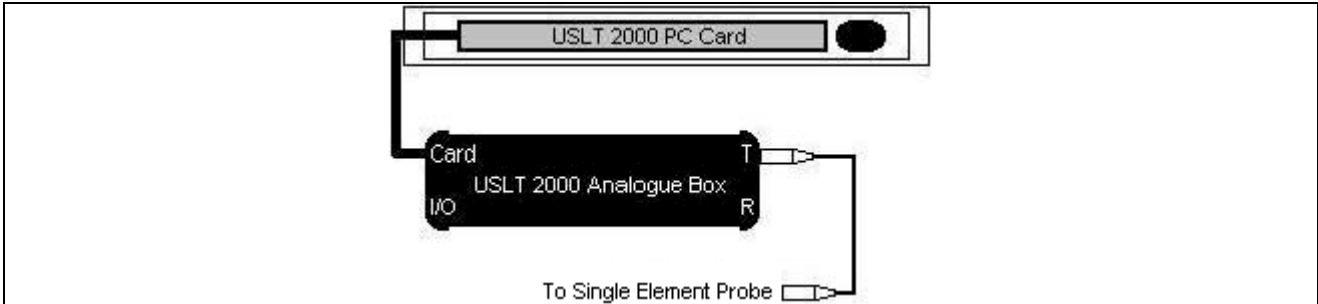 USLT 2000 PC Card
Card T
USLT 2000 Analogue Box
I/O R
To Single Element Probe